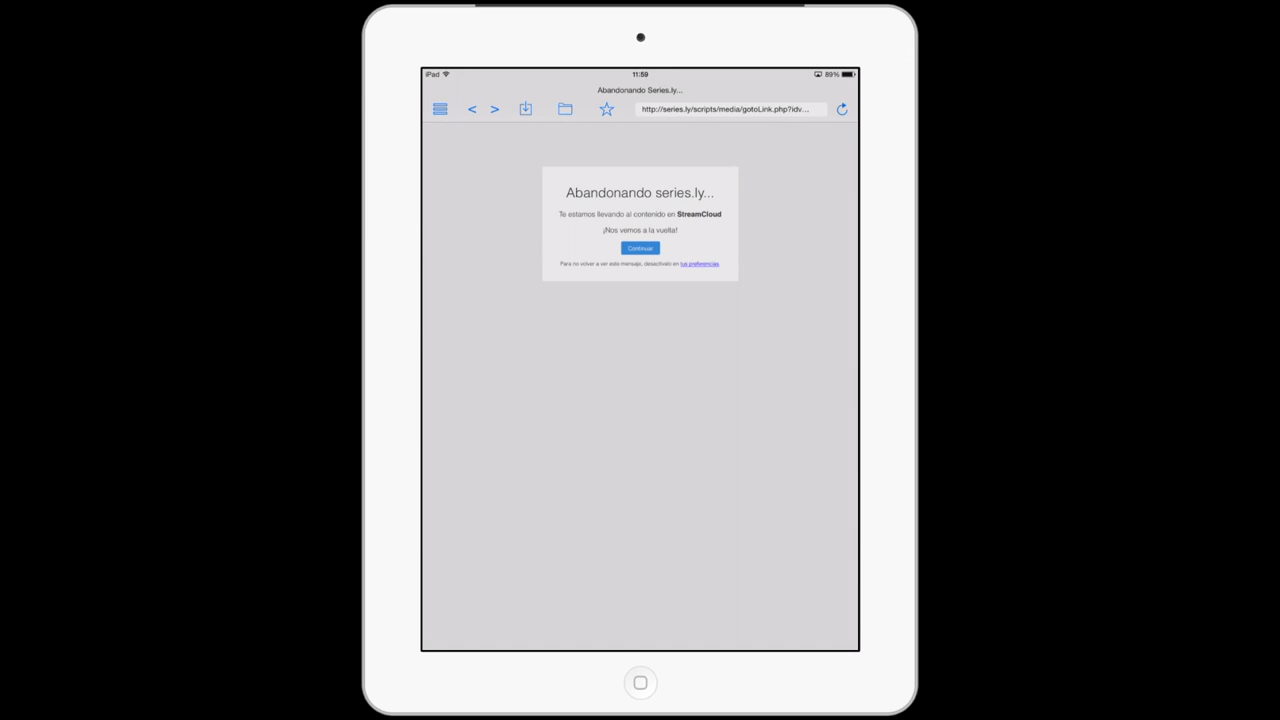 iPad 11:59 89%
Abandonando Series.ly...
< > http://series.ly/scripts/media/gotoLink.php?idv...
Abandonando series.ly...
Te estamos llevando al contenido en StreamCloud
¡Nos vemos a la vuelta!
Continuar
Para no volver a ver este mensaje, desactívalo en tus preferencias